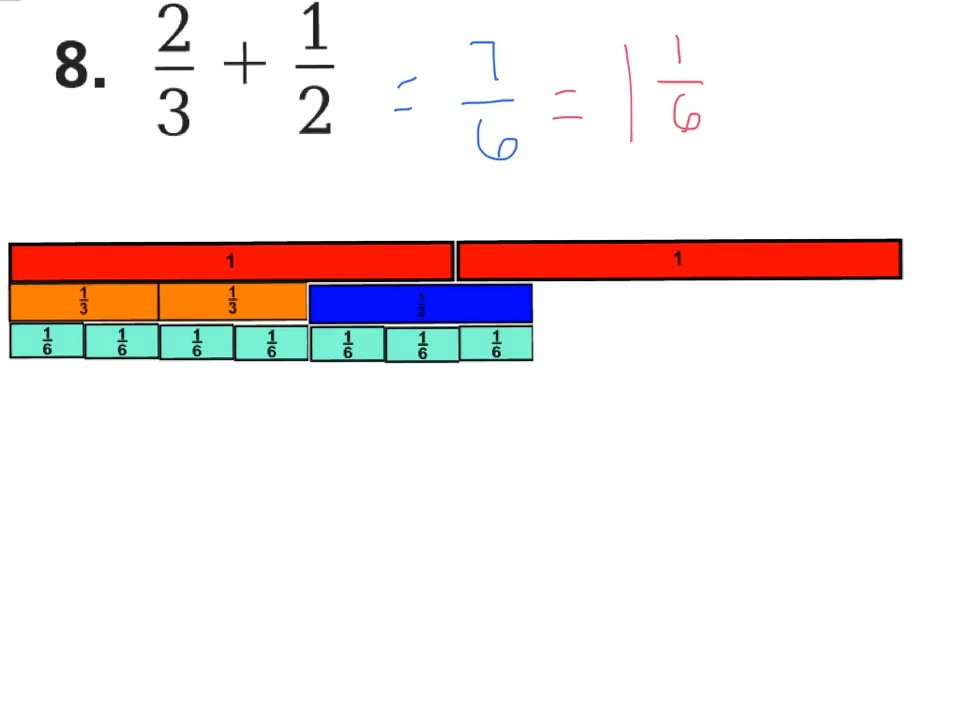 8. 2/3 + 1/2 = 7/6 = 1 1/6
1 1
1/3 1/3 1/2
1/6 1/6 1/6 1/6 1/6 1/6 1/6